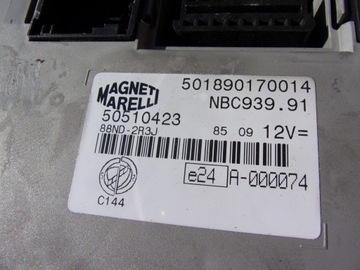 MAGNETI
MARELLI
501890170014
NBC939.91
50510423
88ND-2R3J
85 09 12V=
e24 A-000074
C144